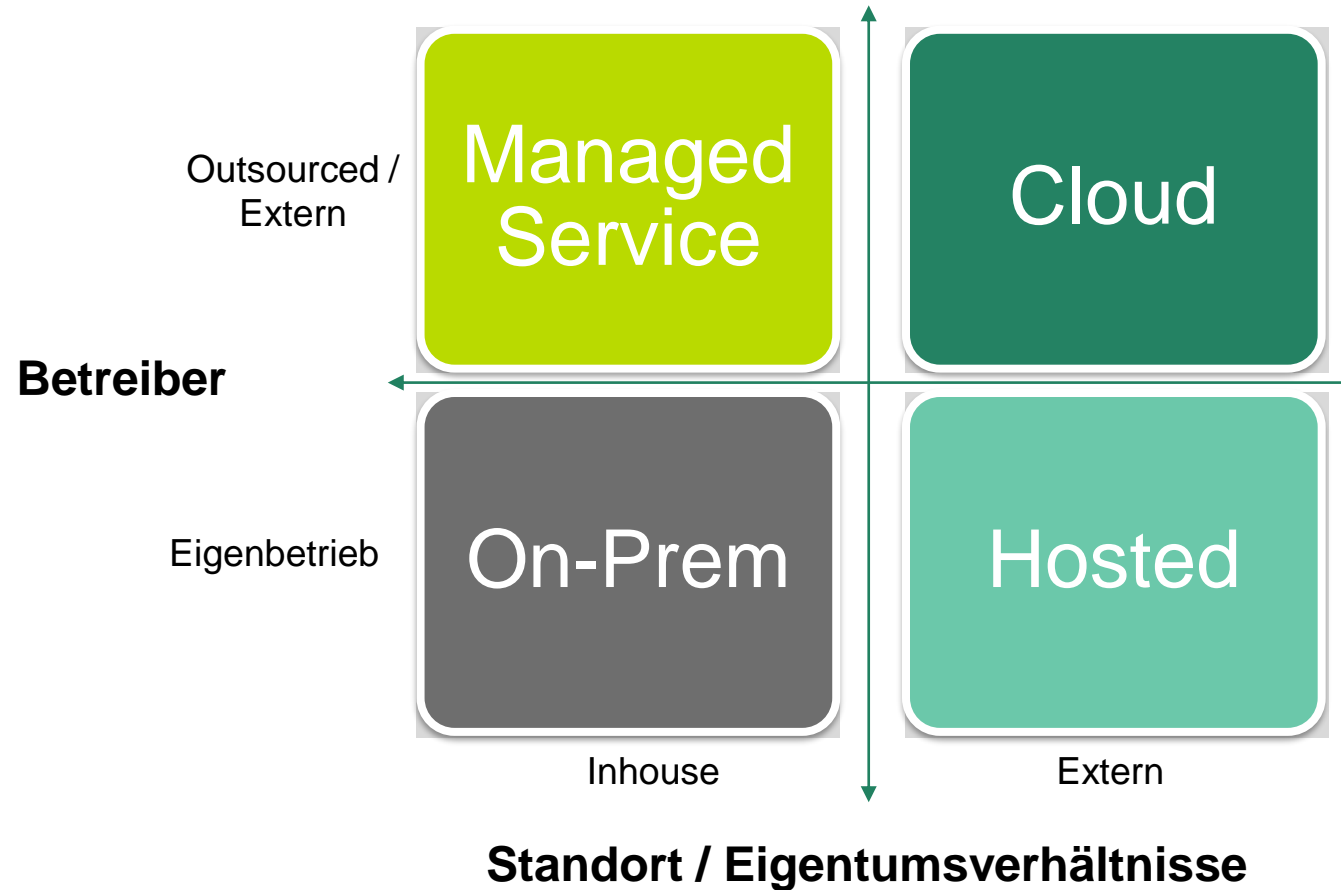 Outsourced /
Extern
Managed
Service
Cloud
Betreiber
Eigenbetrieb
On-Prem
Hosted
Inhouse
Extern
Standort / Eigentumsverhältnisse